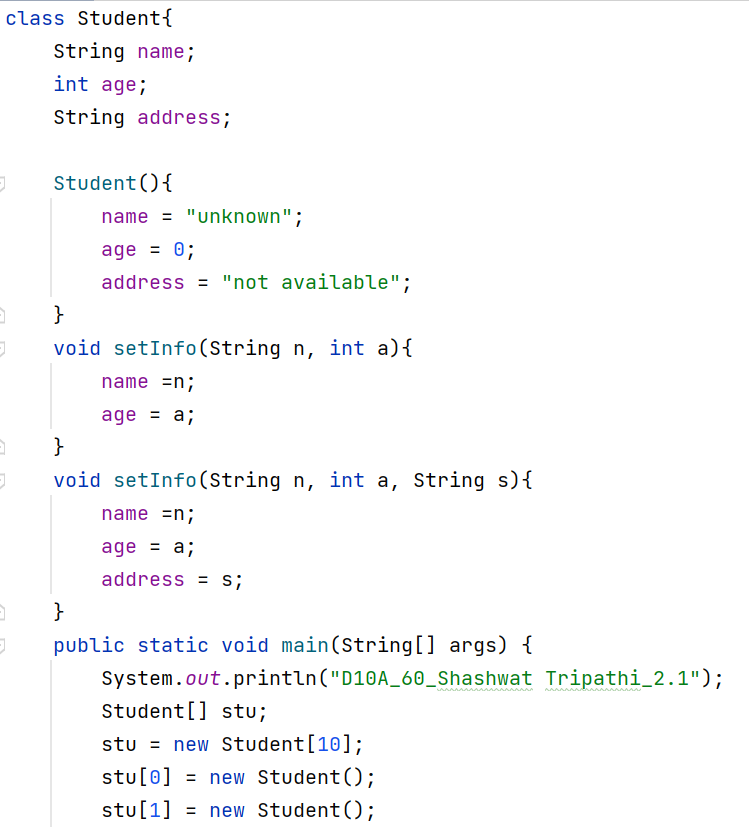 class Student{
    String name;
    int age;
    String address;

    Student(){
        name = "unknown";
        age = 0;
        address = "not available";
    }
    void setInfo(String n, int a){
        name =n;
        age = a;
    }
    void setInfo(String n, int a, String s){
        name =n;
        age = a;
        address = s;
    }
    public static void main(String[] args) {
        System.out.println("D10A_60_Shashwat Tripathi_2.1");
        Student[] stu;
        stu = new Student[10];
        stu[0] = new Student();
        stu[1] = new Student();